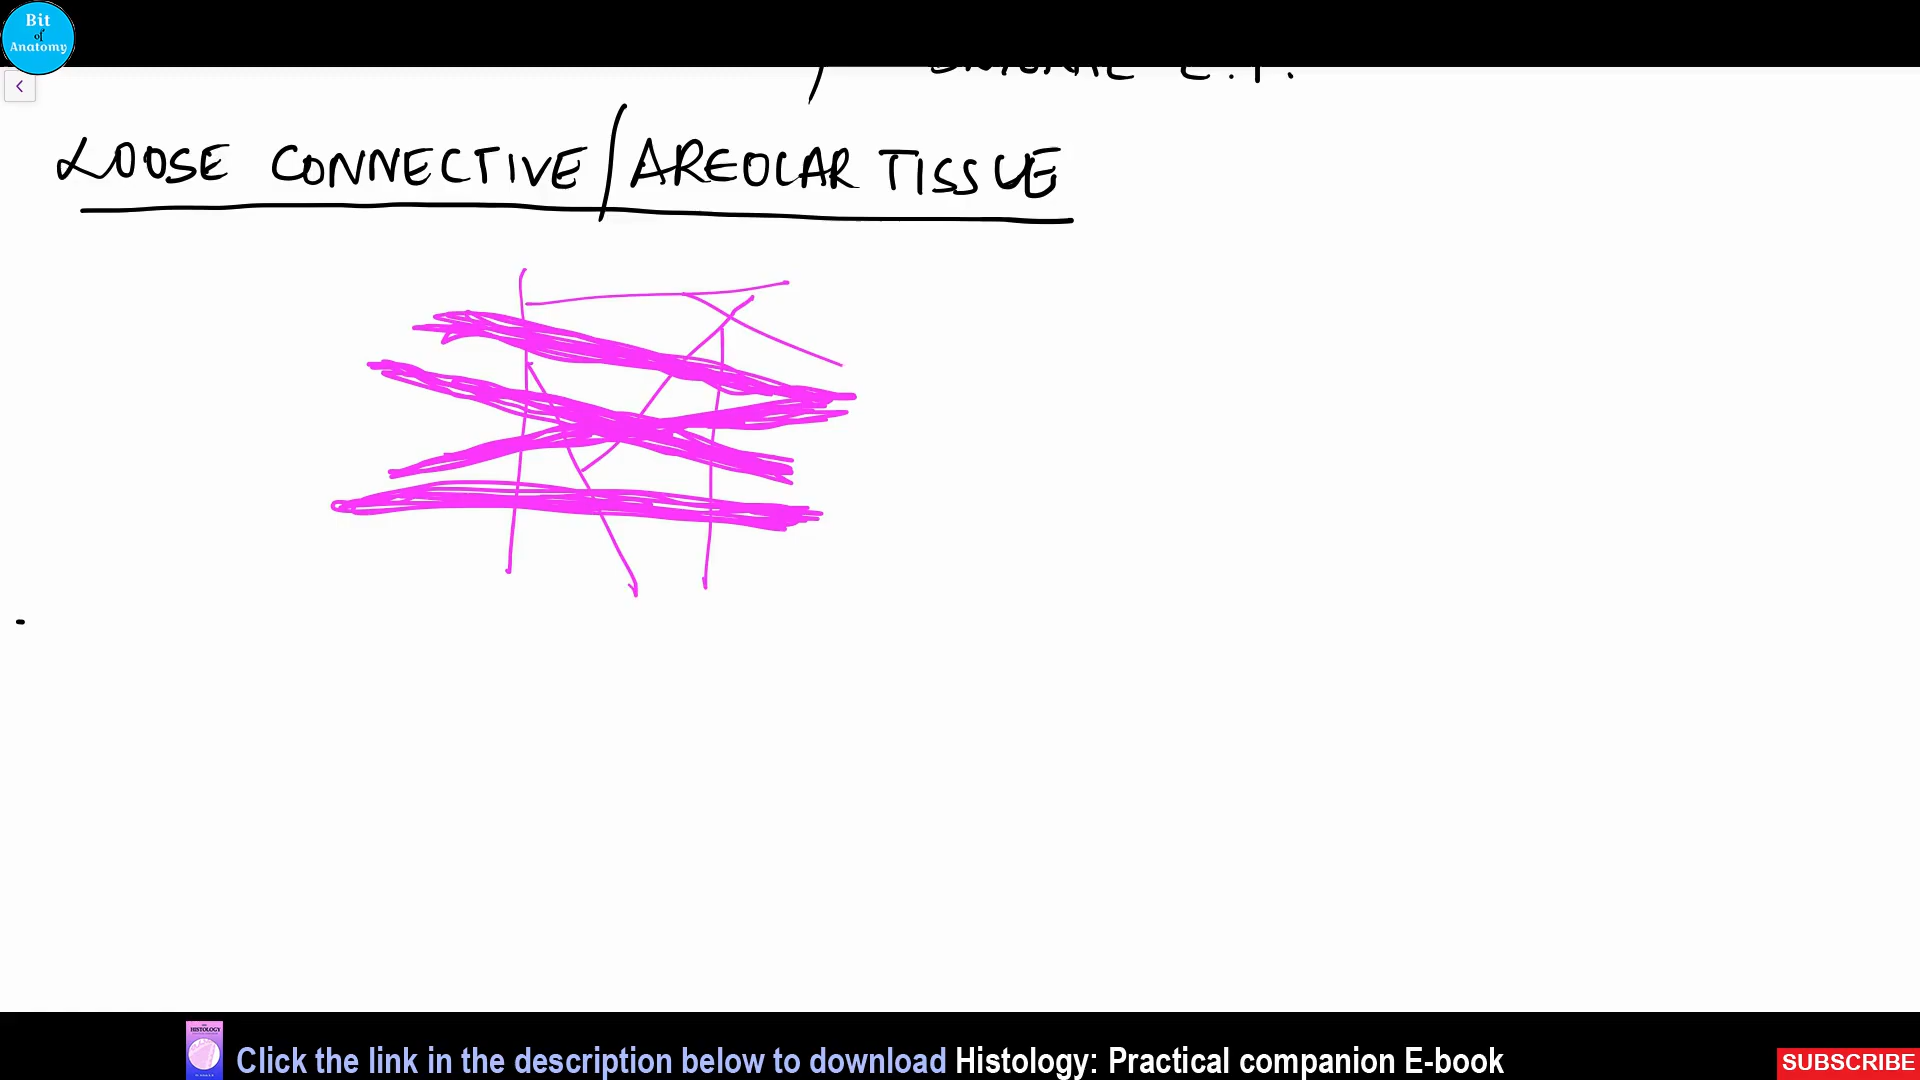 Bit
of
Anatomy
LOOSE CONNECTIVE/AREOLAR TISSUE
HISTOLOGY
Click the link in the description below to download Histology: Practical companion E-book
SUBSCRIBE